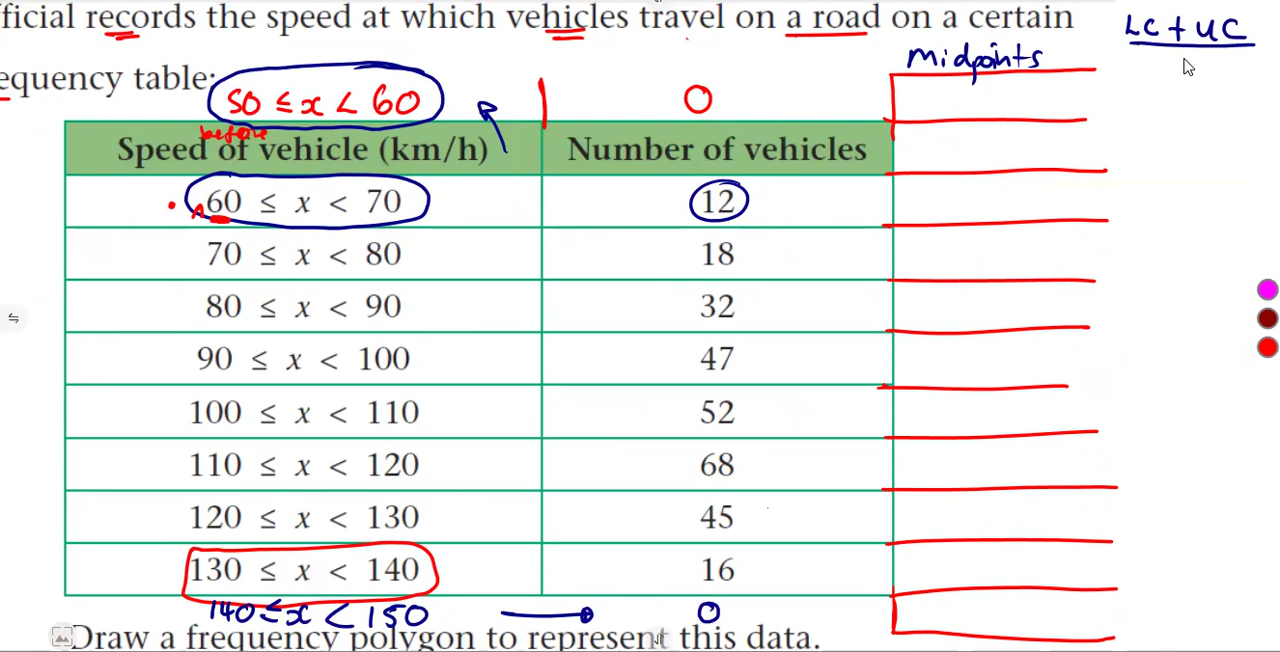 fficial records the speed at which vehicles travel on a road on a certain
LC + UC
equency table:
Midpoints
50 ≤ x < 60 0
before
Speed of vehicle (km/h) Number of vehicles
60 ≤ x < 70 12
70 ≤ x < 80 18
80 ≤ x < 90 32
90 ≤ x < 100 47
100 ≤ x < 110 52
110 ≤ x < 120 68
120 ≤ x < 130 45
130 ≤ x < 140 16
140 ≤ x < 150 0
Draw a frequency polygon to represent this data.